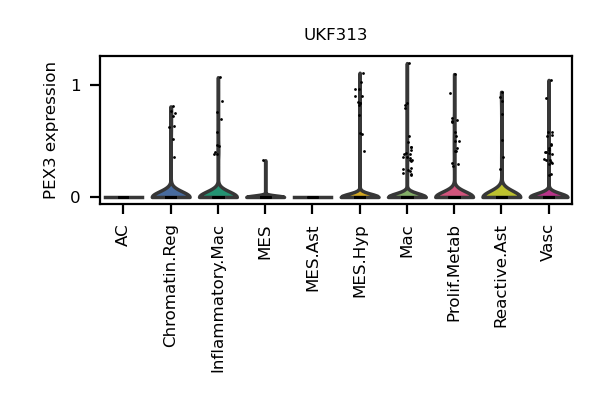 UKF313
PEX3 expression
1
0
AC
Chromatin.Reg
Inflammatory.Mac
MES
MES.Ast
MES.Hyp
Mac
Prolif.Metab
Reactive.Ast
Vasc